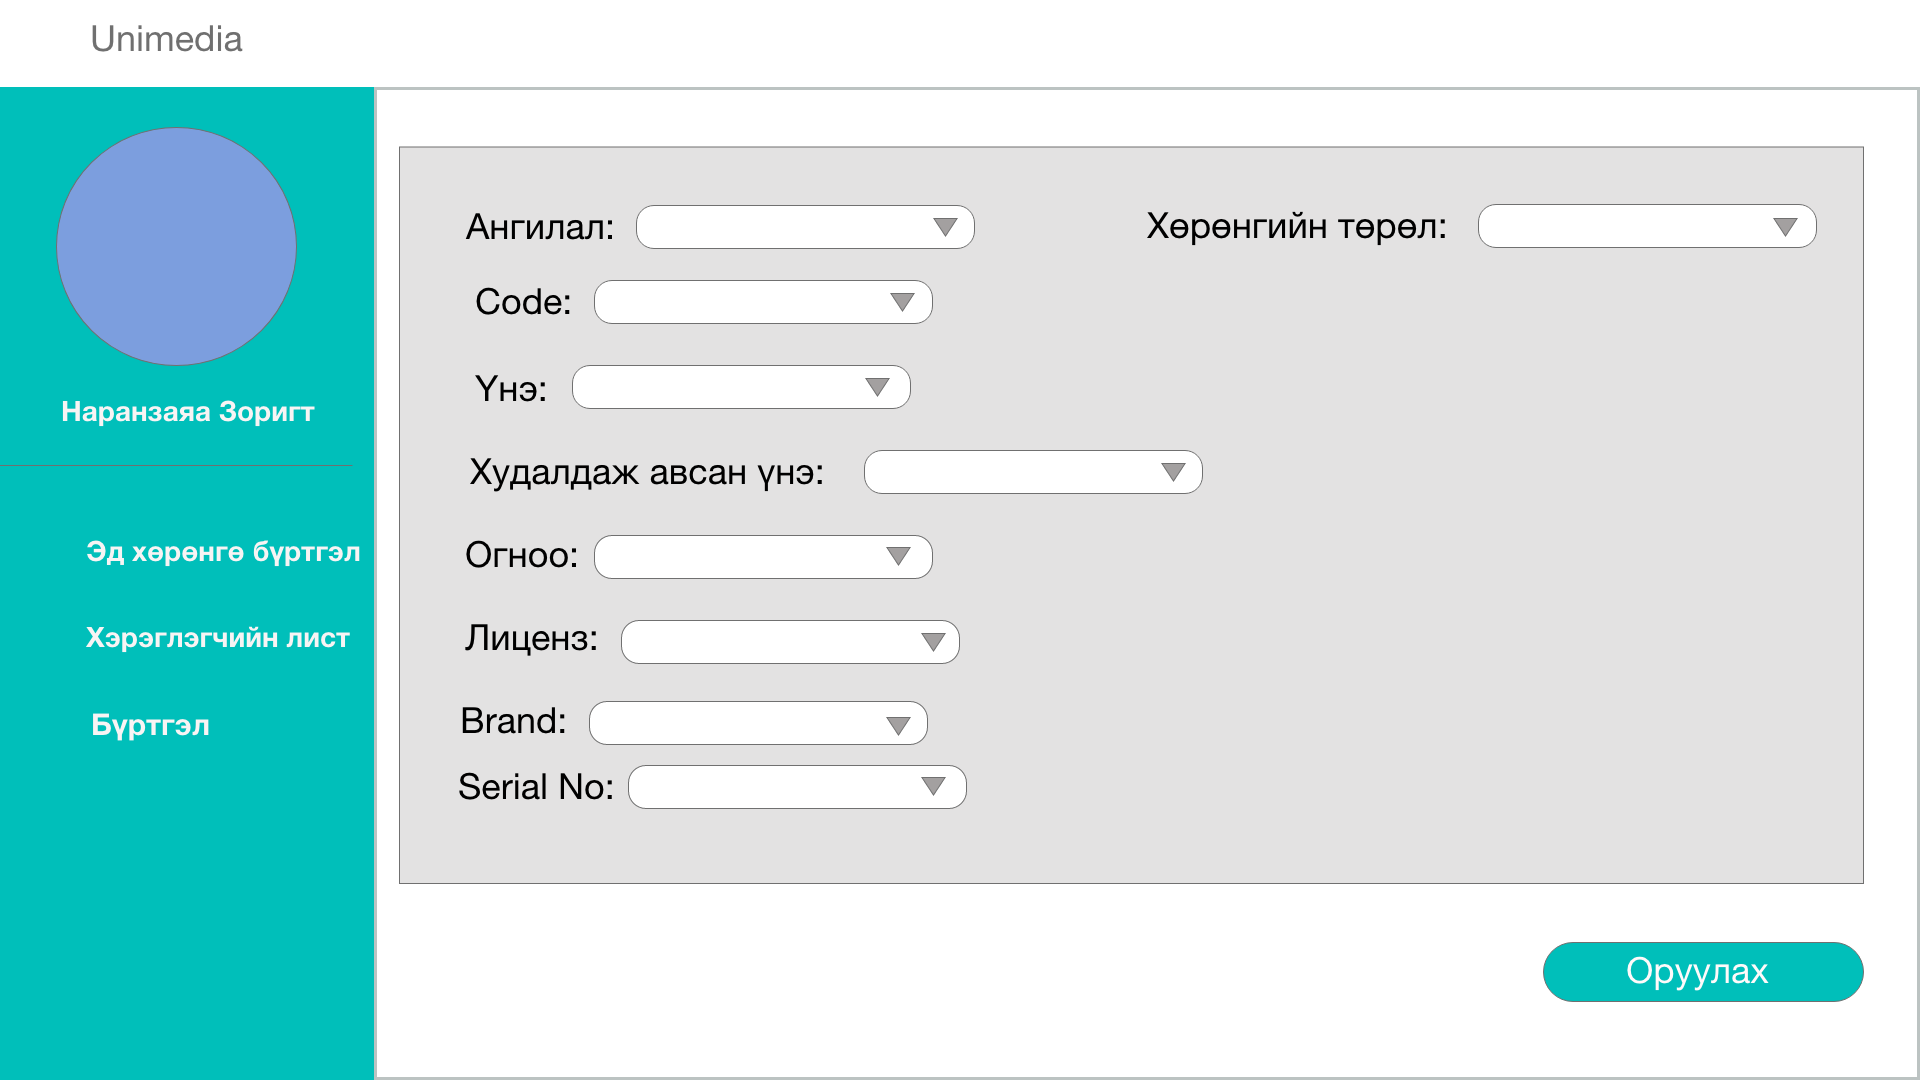 Unimedia
Наранзаяа Зоригт
Эд хөрөнгө бүртгэл
Хэрэглэгчийн лист
Бүртгэл
Ангилал:
Хөрөнгийн төрөл:
Code:
Үнэ:
Худалдаж авсан үнэ:
Огноо:
Лиценз:
Brand:
Serial No:
Оруулах